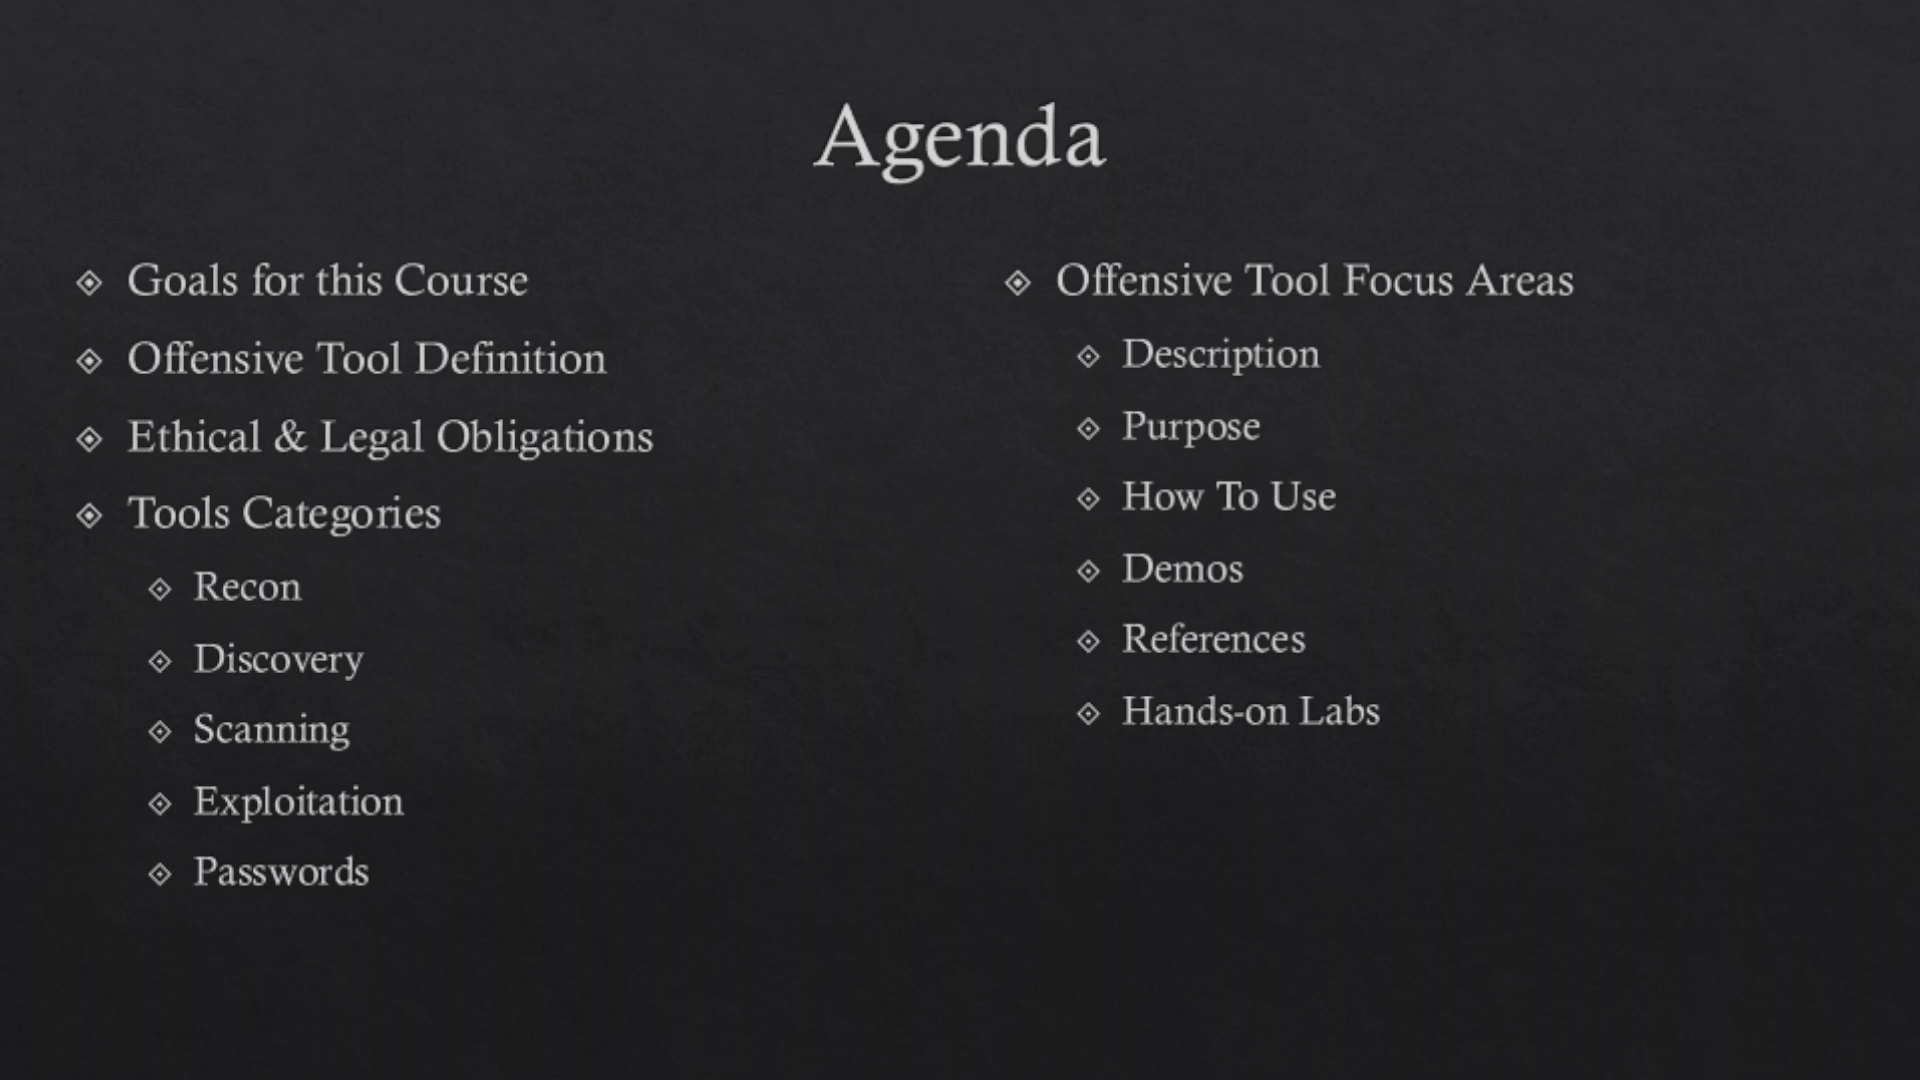 Agenda
Goals for this Course
Offensive Tool Definition
Ethical & Legal Obligations
Tools Categories
Recon
Discovery
Scanning
Exploitation
Passwords
Offensive Tool Focus Areas
Description
Purpose
How To Use
Demos
References
Hands-on Labs